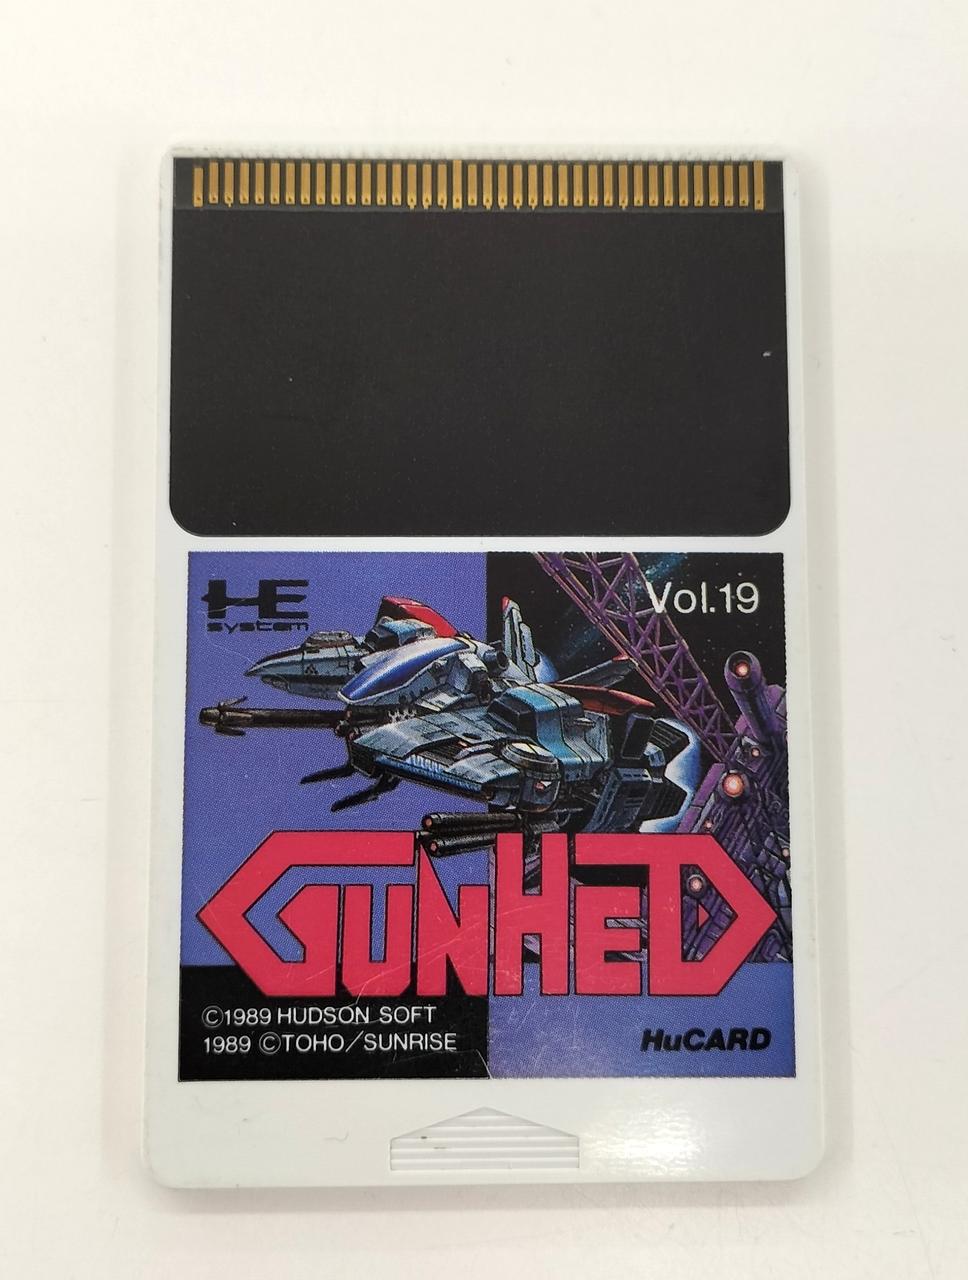 HE
system
Vol.19
GUNHED
©1989 HUDSON SOFT
1989 ©TOHO/SUNRISE
HuCARD